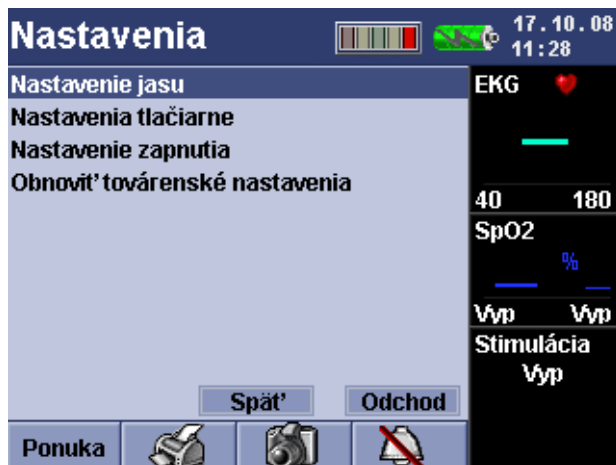 Nastavenia
17.10.08
11:28
Nastavenie jasu
Nastavenia tlačiarne
Nastavenie zapnutia
Obnoviť továrenské nastavenia
Späť
Odchod
Ponuka
EKG
40 180
SpO2
%
Vyp Vyp
Stimulácia
Vyp